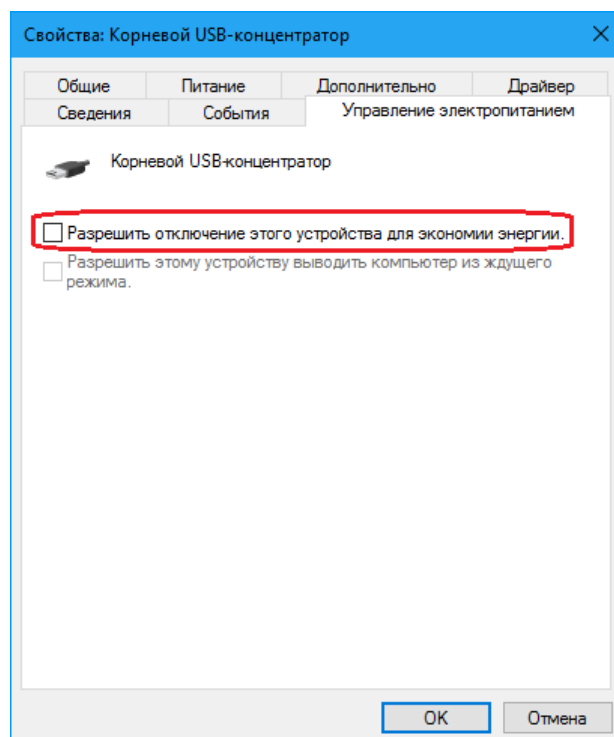 Свойства: Корневой USB-концентратор
Общие Питание Дополнительно Драйвер
Сведения События Управление электропитанием
Корневой USB-концентратор
Разрешить отключение этого устройства для экономии энергии.
Разрешить этому устройству выводить компьютер из ждущего
режима.
OK Отмена